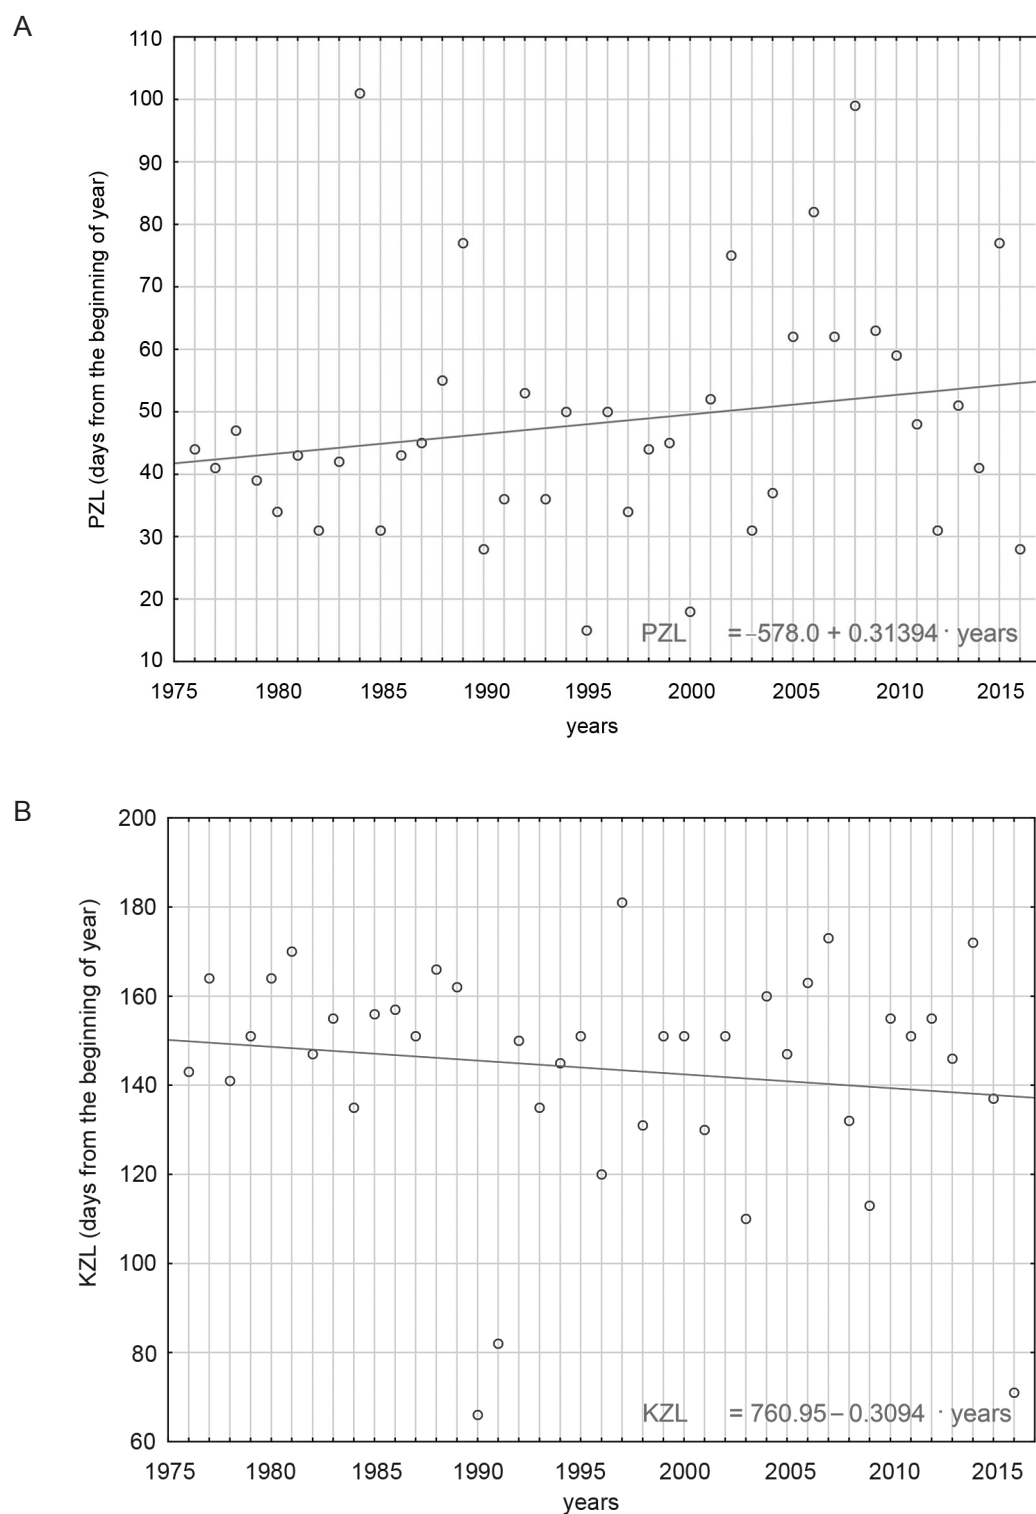 A
110
100
90
80
70
60
50
40
30
20
10
PZL (days from the beginning of year)
PZL = –578.0 + 0.31394 · years
1975 1980 1985 1990 1995 2000 2005 2010 2015
years
B
200
180
160
140
120
100
80
60
KZL (days from the beginning of year)
KZL = 760.95 – 0.3094 · years
1975 1980 1985 1990 1995 2000 2005 2010 2015
years